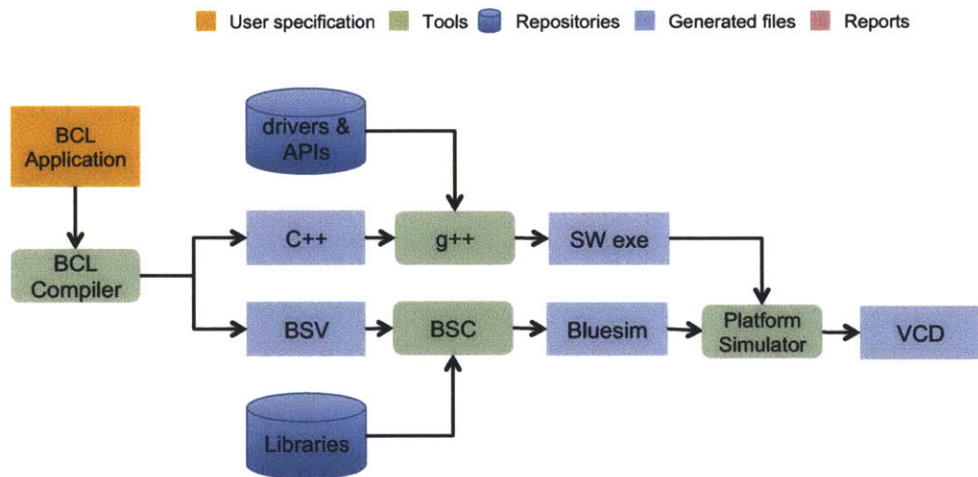 User specification
Tools
Repositories
Generated files
Reports
drivers &
APIs
BCL
Application
C++
g++
SW exe
BCL
Compiler
BSV
BSC
Bluesim
Platform
Simulator
VCD
Libraries